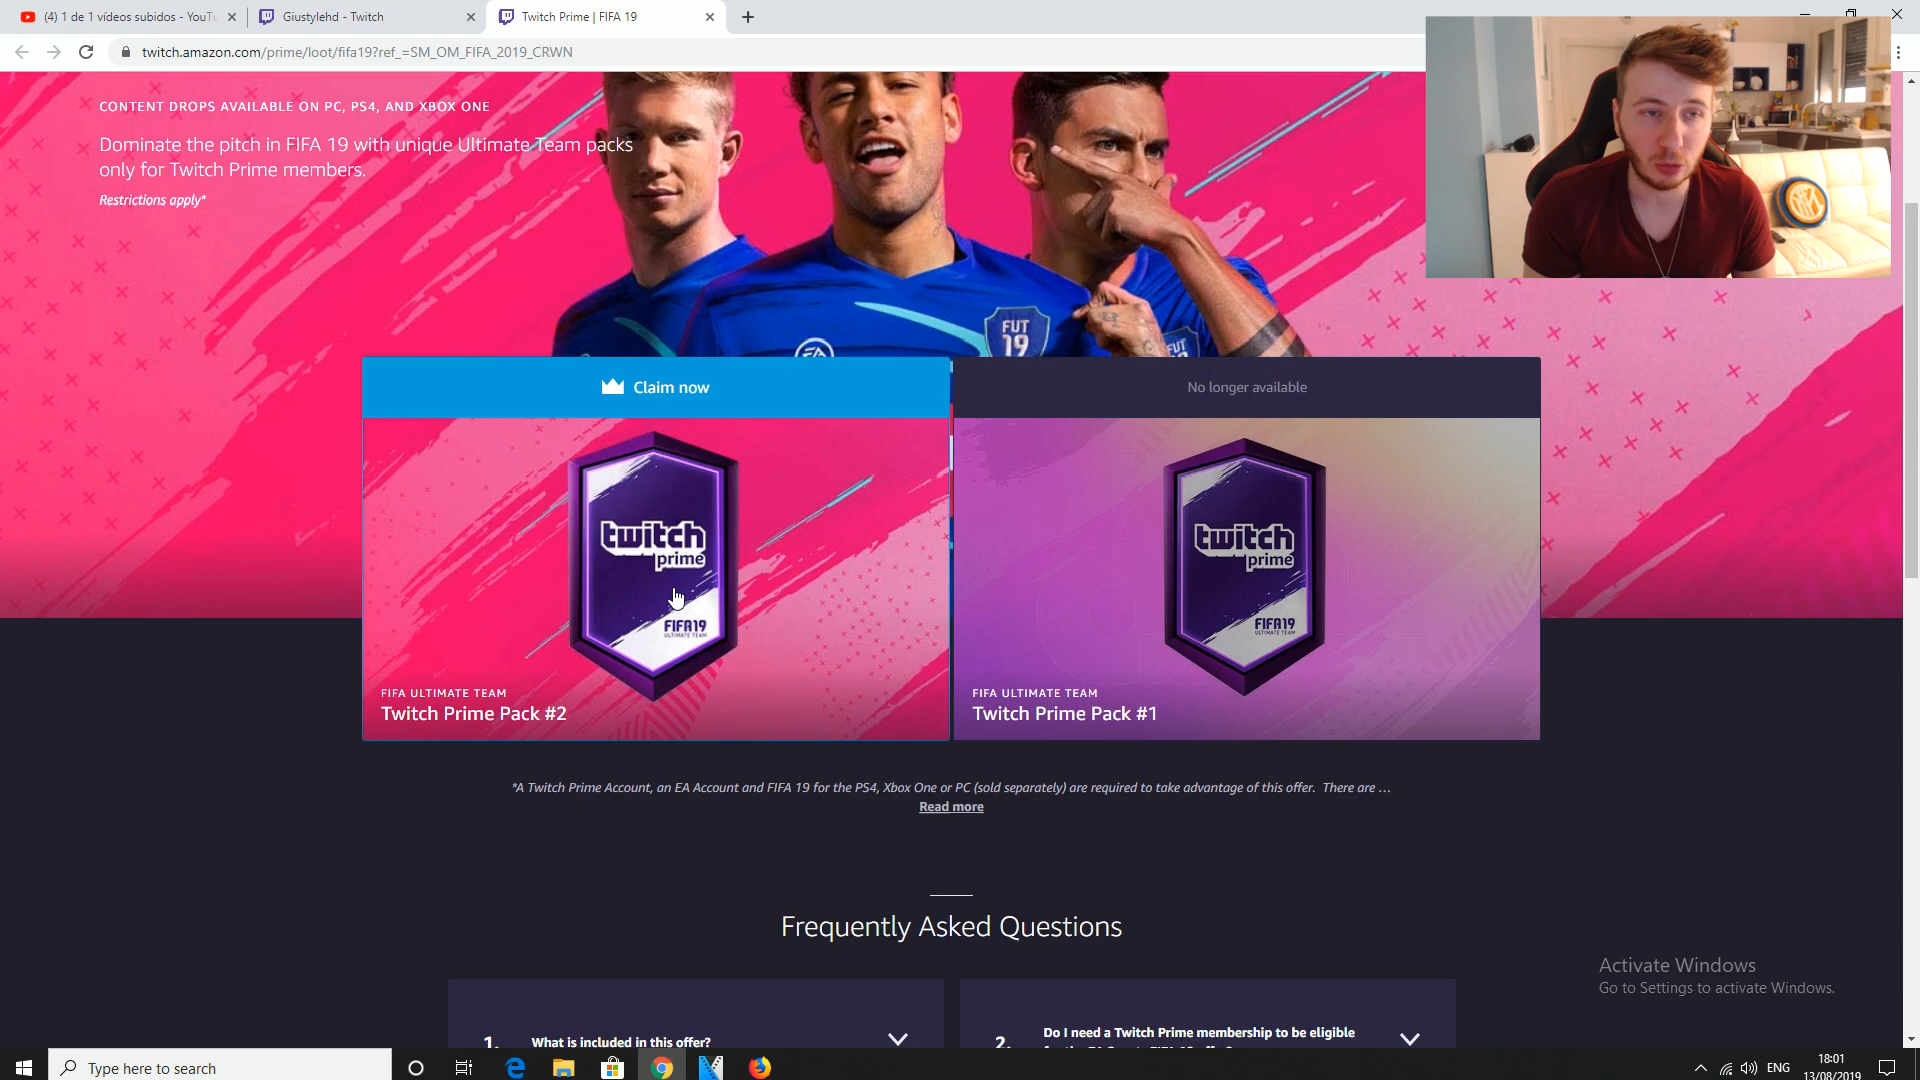 (4) 1 de 1 vídeos subidos - YouTu
Giustylehd - Twitch
Twitch Prime | FIFA 19
twitch.amazon.com/prime/loot/fifa19?ref_=SM_OM_FIFA_2019_CRWN
CONTENT DROPS AVAILABLE ON PC, PS4, AND XBOX ONE
Dominate the pitch in FIFA 19 with unique Ultimate Team packs
only for Twitch Prime members.
Restrictions apply*
FUT
19
EA
FUT
Claim now
No longer available
twitch
prime
FIFA19
ULTIMATE TEAM
FIFA ULTIMATE TEAM
Twitch Prime Pack #2
twitch
prime
FIFA19
ULTIMATE TEAM
FIFA ULTIMATE TEAM
Twitch Prime Pack #1
*A Twitch Prime Account, an EA Account and FIFA 19 for the PS4, Xbox One or PC (sold separately) are required to take advantage of this offer. There are ...
Read more
Frequently Asked Questions
1. What is included in this offer?
2. Do I need a Twitch Prime membership to be eligible
Activate Windows
Go to Settings to activate Windows.
Type here to search
ENG
18:01
13/08/2019